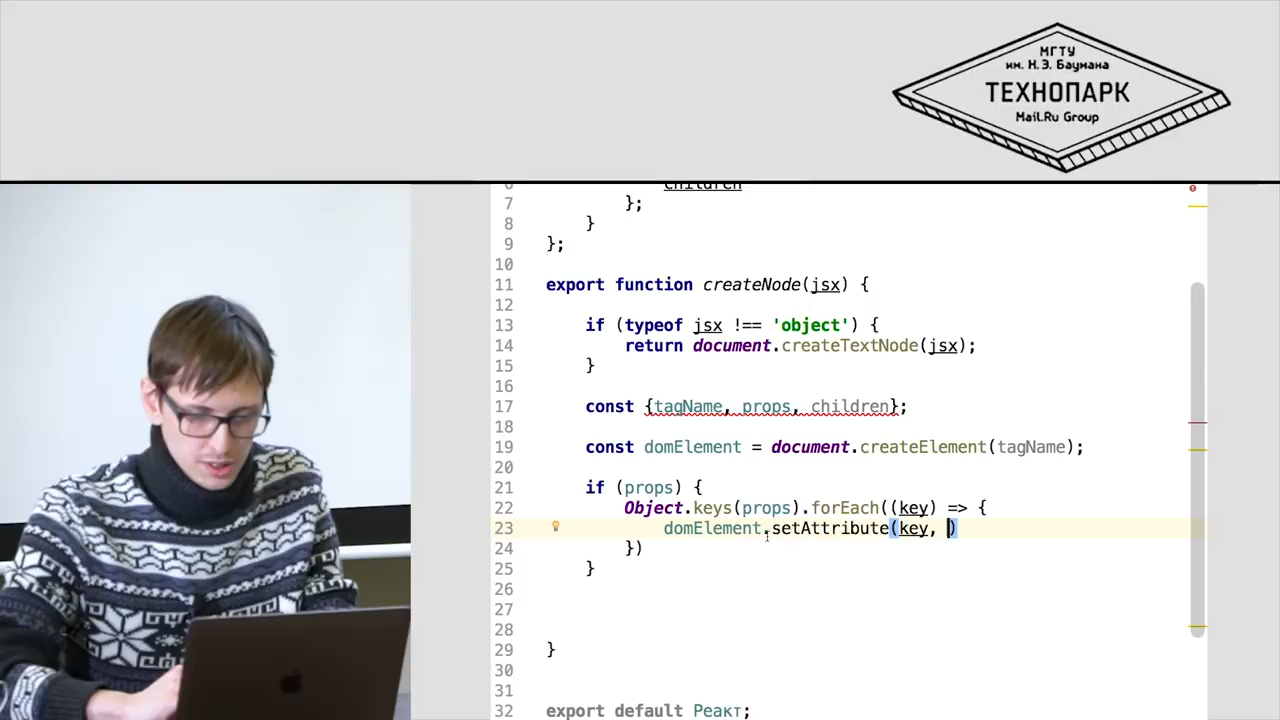 МГТУ
им. Н.Э. Баумана
ТЕХНОПАРК
Mail.Ru Group
6 children
7 };
8 }
9 };
10
11 export function createNode(jsx) {
12
13 if (typeof jsx !== 'object') {
14 return document.createTextNode(jsx);
15 }
16
17 const {tagName, props, children};
18
19 const domElement = document.createElement(tagName);
20
21 if (props) {
22 Object.keys(props).forEach((key) => {
23 domElement.setAttribute(key, )
24 })
25 }
26
27
28
29 }
30
31
32 export default Реакт;